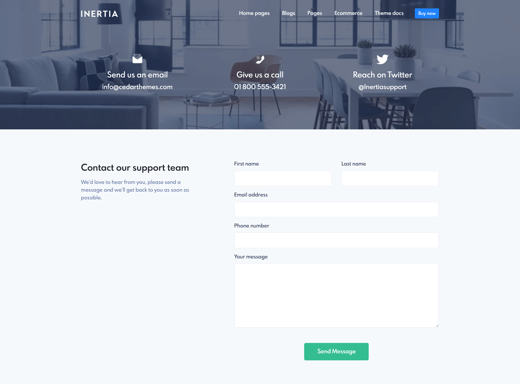 INERTIA
Home pages Blogs Pages Ecommerce Theme docs Buy now
Send us an email
info@cedarthemes.com
Give us a call
01 800 555-3421
Reach on Twitter
@Inertiasupport
Contact our support team
We'd love to hear from you, please send a
message and we'll get back to you as soon as
possible.
First name
Last name
Email address
Phone number
Your message
Send Message